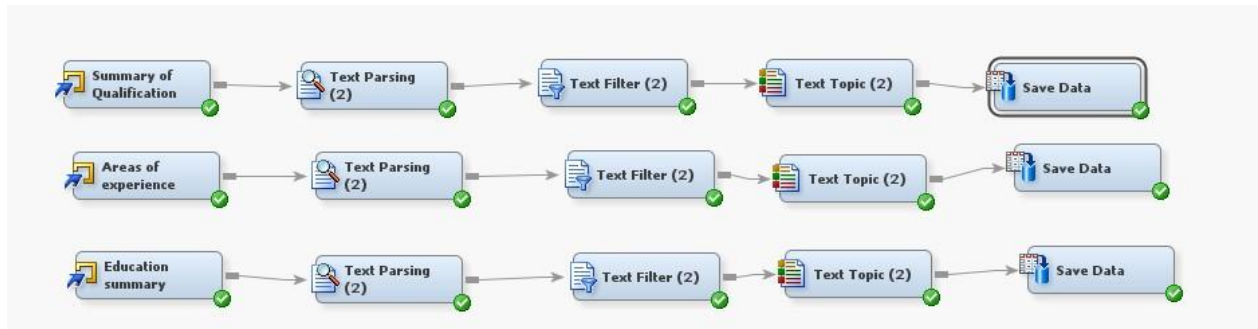 Summary of
Qualification
Text Parsing
(2)
Text Filter (2)
Text Topic (2)
Save Data
Areas of
experience
Text Parsing
(2)
Text Filter (2)
Text Topic (2)
Save Data
Education
summary
Text Parsing
(2)
Text Filter (2)
Text Topic (2)
Save Data